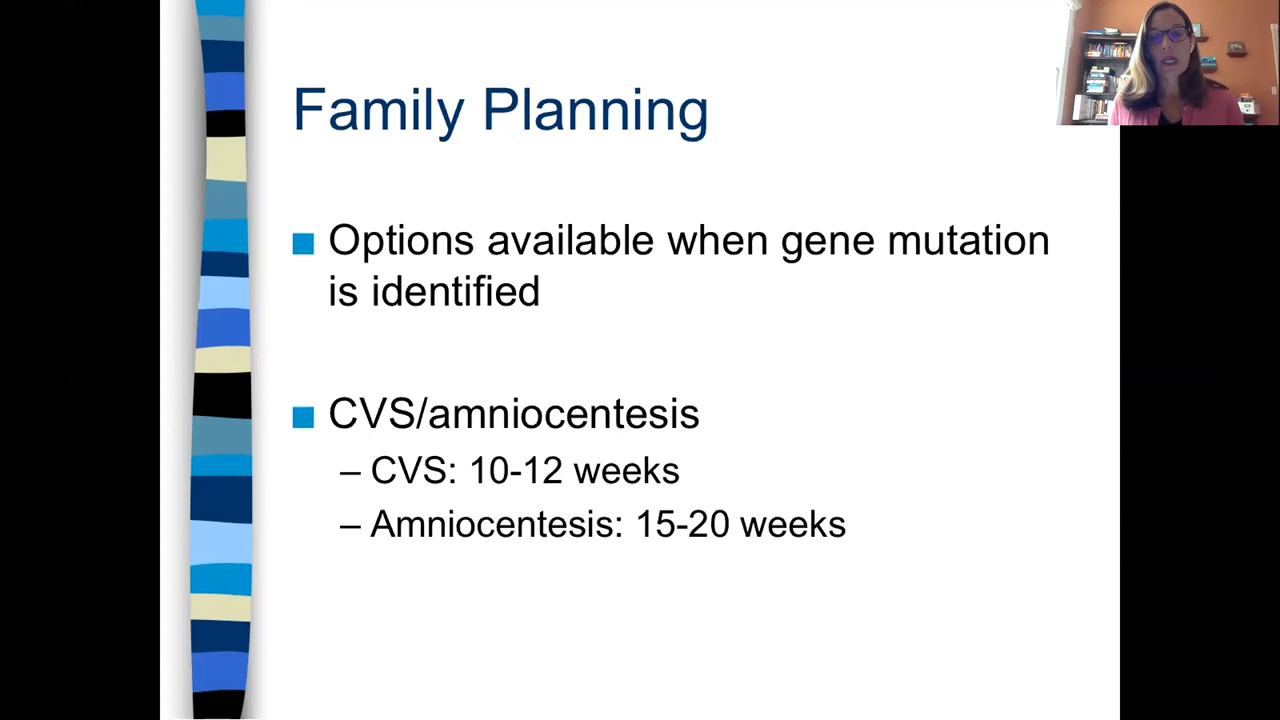 Family Planning
Options available when gene mutation
is identified
CVS/amniocentesis
– CVS: 10-12 weeks
– Amniocentesis: 15-20 weeks